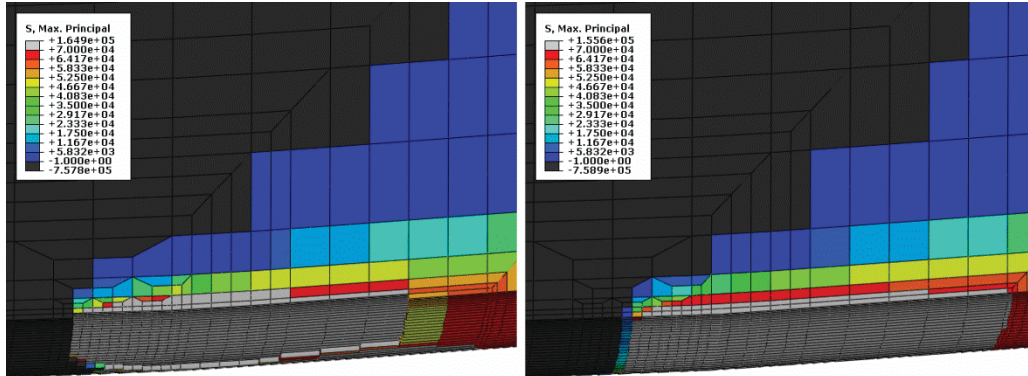 S, Max. Principal
+1.649e+05
+7.000e+04
+6.417e+04
+5.833e+04
+5.250e+04
+4.667e+04
+4.083e+04
+3.500e+04
+2.917e+04
+2.333e+04
+1.750e+04
+1.167e+04
+5.832e+03
-1.000e+00
-7.578e+05
S, Max. Principal
+1.556e+05
+7.000e+04
+6.417e+04
+5.833e+04
+5.250e+04
+4.667e+04
+4.083e+04
+3.500e+04
+2.917e+04
+2.333e+04
+1.750e+04
+1.167e+04
+5.832e+03
-1.000e+00
-7.589e+05